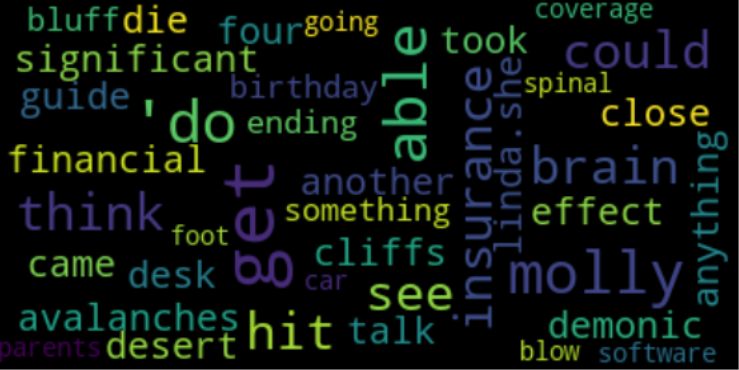 bluff die four going coverage
significant able took could
guide birthday insurance linda.she spinal
'do ending close
financial get another brain anything
think something effect
foot
came desk car cliffs see molly
avalanches hit talk demonic
parents desert blow software